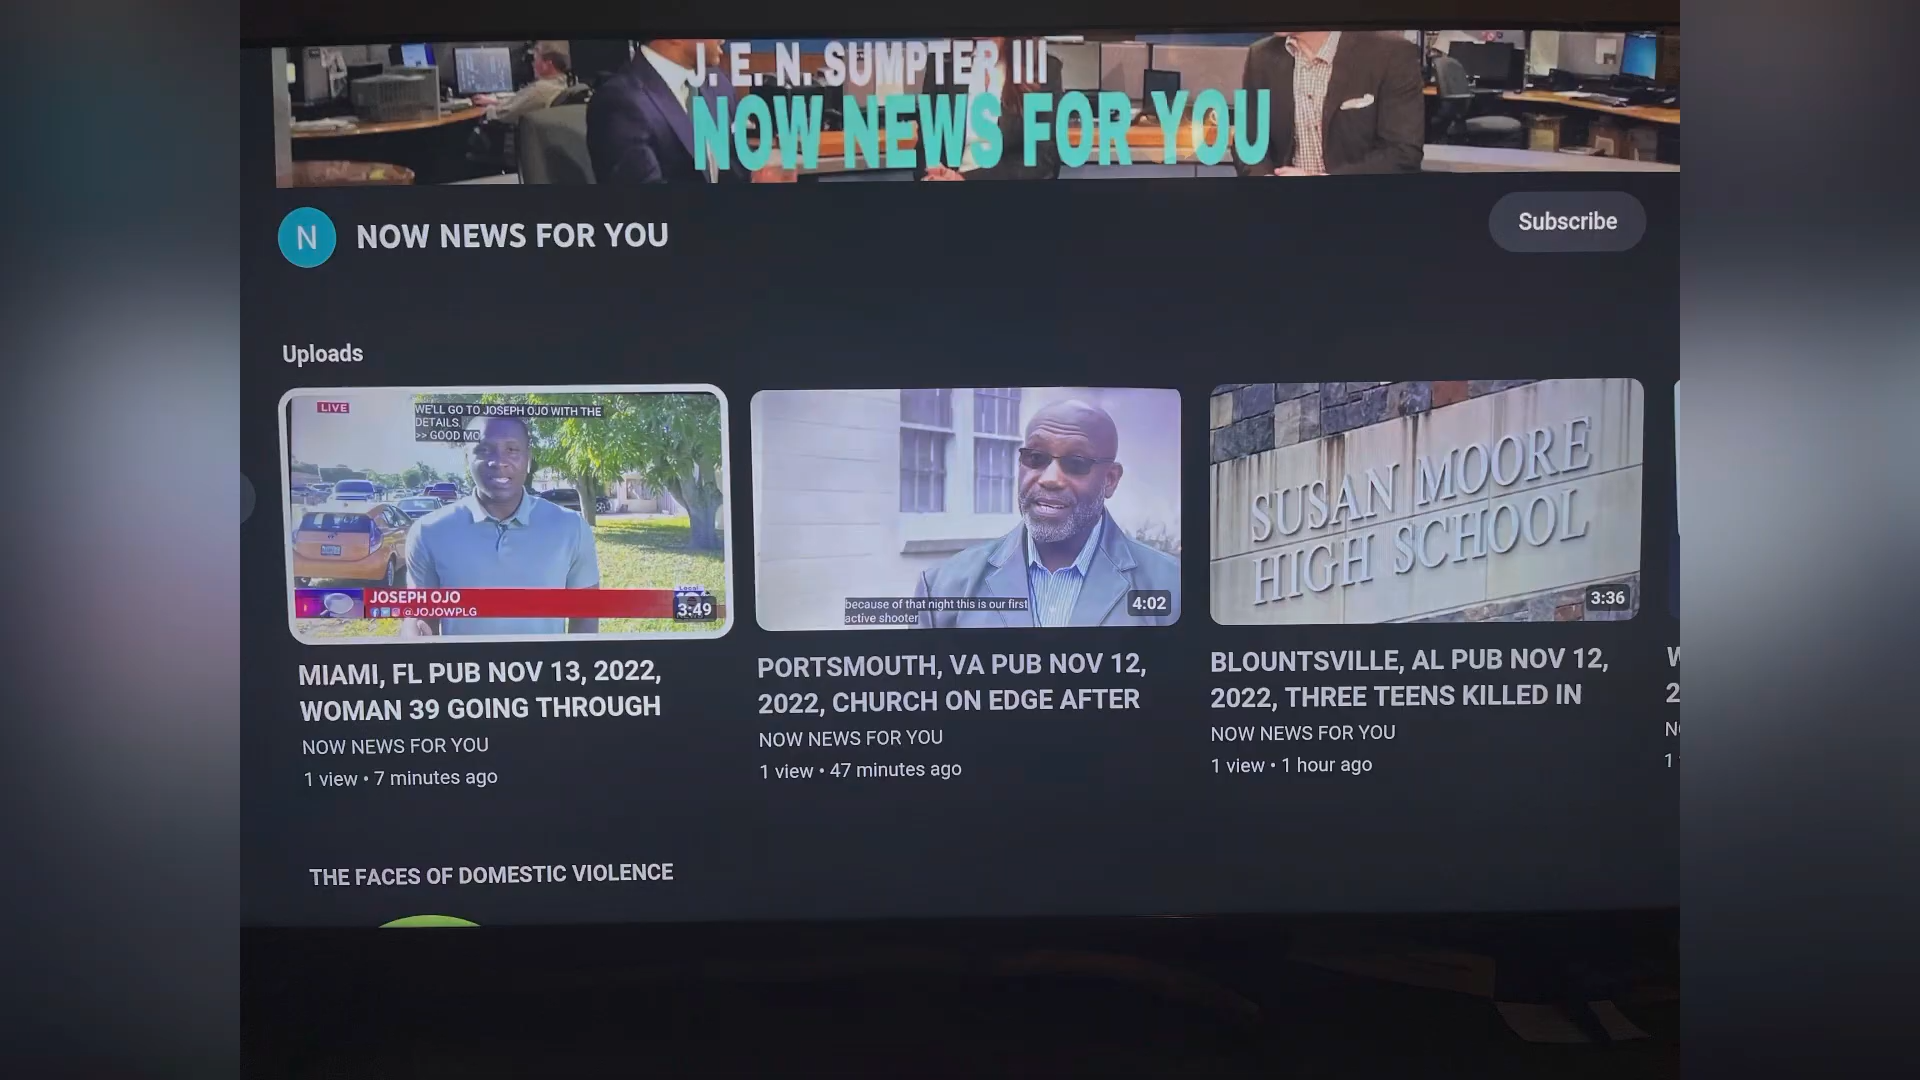 J. E. N. SUMPTER III
NOW NEWS FOR YOU
N
NOW NEWS FOR YOU
Subscribe
Uploads
LIVE
WE'LL GO TO JOSEPH OJO WITH THE
DETAILS.
>> GOOD MO
JOSEPH OJO
@JOJOWPLG
3:49
MIAMI, FL PUB NOV 13, 2022,
WOMAN 39 GOING THROUGH
NOW NEWS FOR YOU
1 view • 7 minutes ago
because of that night this is our first
active shooter
4:02
PORTSMOUTH, VA PUB NOV 12,
2022, CHURCH ON EDGE AFTER
NOW NEWS FOR YOU
1 view • 47 minutes ago
SUSAN MOORE
HIGH SCHOOL
3:36
BLOUNTSVILLE, AL PUB NOV 12,
2022, THREE TEENS KILLED IN
NOW NEWS FOR YOU
1 view • 1 hour ago
THE FACES OF DOMESTIC VIOLENCE